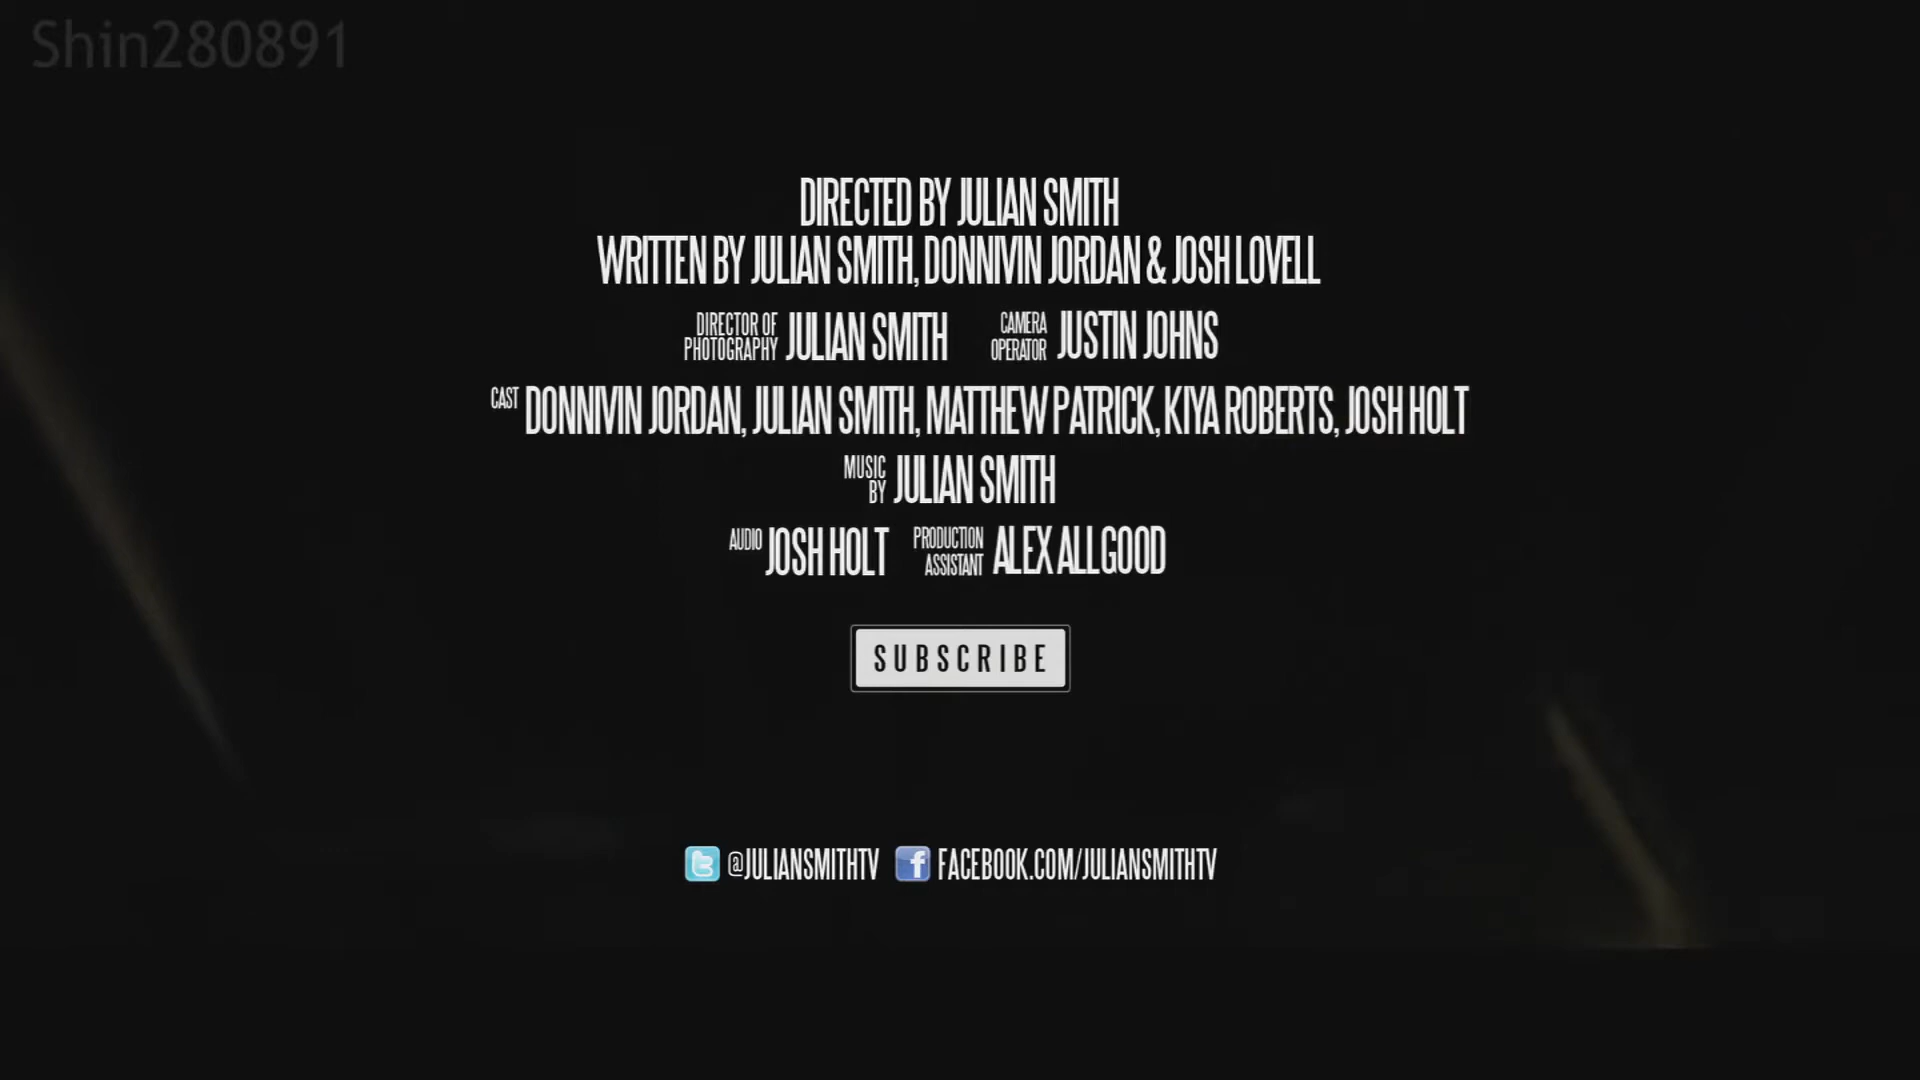 Shin280891
DIRECTED BY JULIAN SMITH
WRITTEN BY JULIAN SMITH, DONNIVIN JORDAN & JOSH LOVELL
DIRECTOR OF PHOTOGRAPHY JULIAN SMITH CAMERA OPERATOR JUSTIN JOHNS
CAST DONNIVIN JORDAN, JULIAN SMITH, MATTHEW PATRICK, KIYA ROBERTS, JOSH HOLT
MUSIC BY JULIAN SMITH
AUDIO JOSH HOLT PRODUCTION ASSISTANT ALEX ALLGOOD
SUBSCRIBE
@JULIANSMITHTV FACEBOOK.COM/JULIANSMITHTV